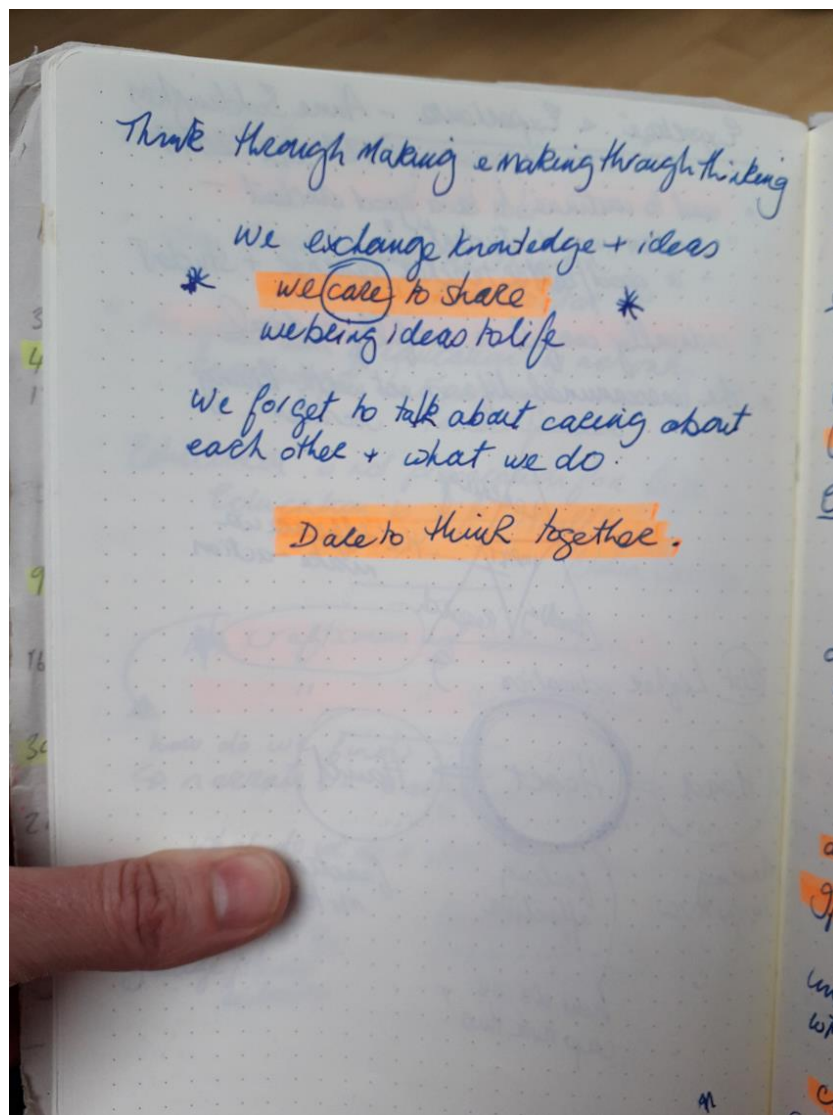 Think through making & making through thinking
We exchange knowledge + ideas
* we care to share *
we bring ideas to life
We forget to talk about caring about
each other + what we do.
Dare to think together.